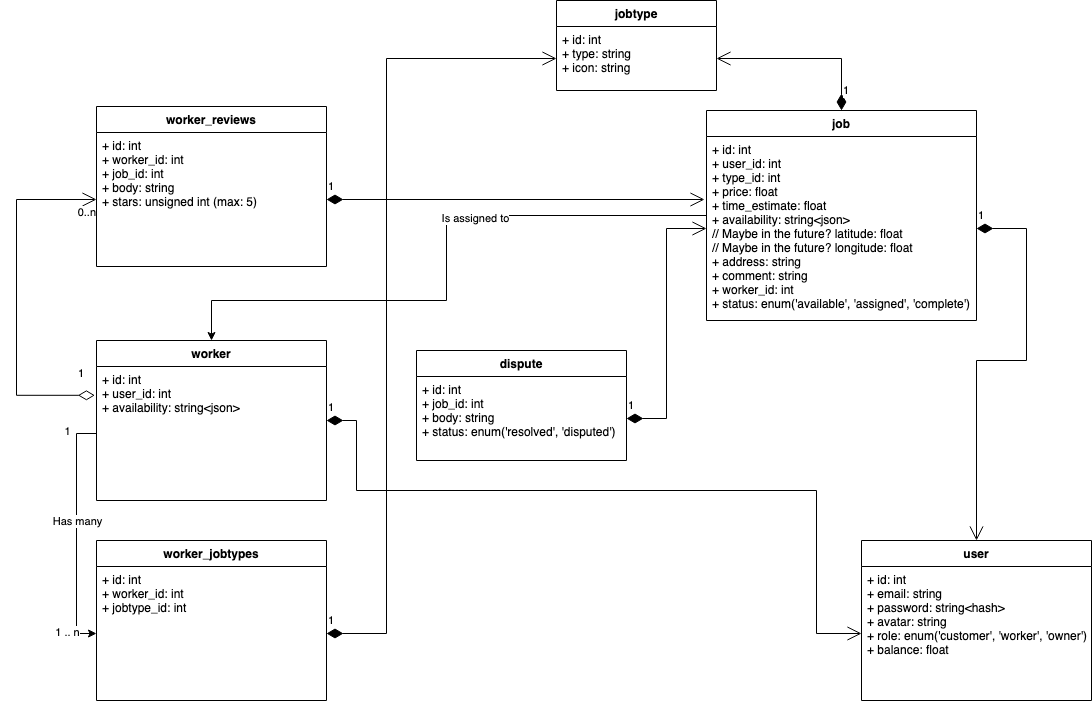 jobtype
+ id: int
+ type: string
+ icon: string
1
worker_reviews
+ id: int
+ worker_id: int
+ job_id: int
+ body: string
+ stars: unsigned int (max: 5)
1
0..n
job
+ id: int
+ user_id: int
+ type_id: int
+ price: float
+ time_estimate: float
+ availability: string<json>
// Maybe in the future? latitude: float
// Maybe in the future? longitude: float
+ address: string
+ comment: string
+ worker_id: int
+ status: enum('available', 'assigned', 'complete')
1
Is assigned to
worker
+ id: int
+ user_id: int
+ availability: string<json>
1
1
1
dispute
+ id: int
+ job_id: int
+ body: string
+ status: enum('resolved', 'disputed')
1
Has many
1 .. n
worker_jobtypes
+ id: int
+ worker_id: int
+ jobtype_id: int
1
user
+ id: int
+ email: string
+ password: string<hash>
+ avatar: string
+ role: enum('customer', 'worker', 'owner')
+ balance: float